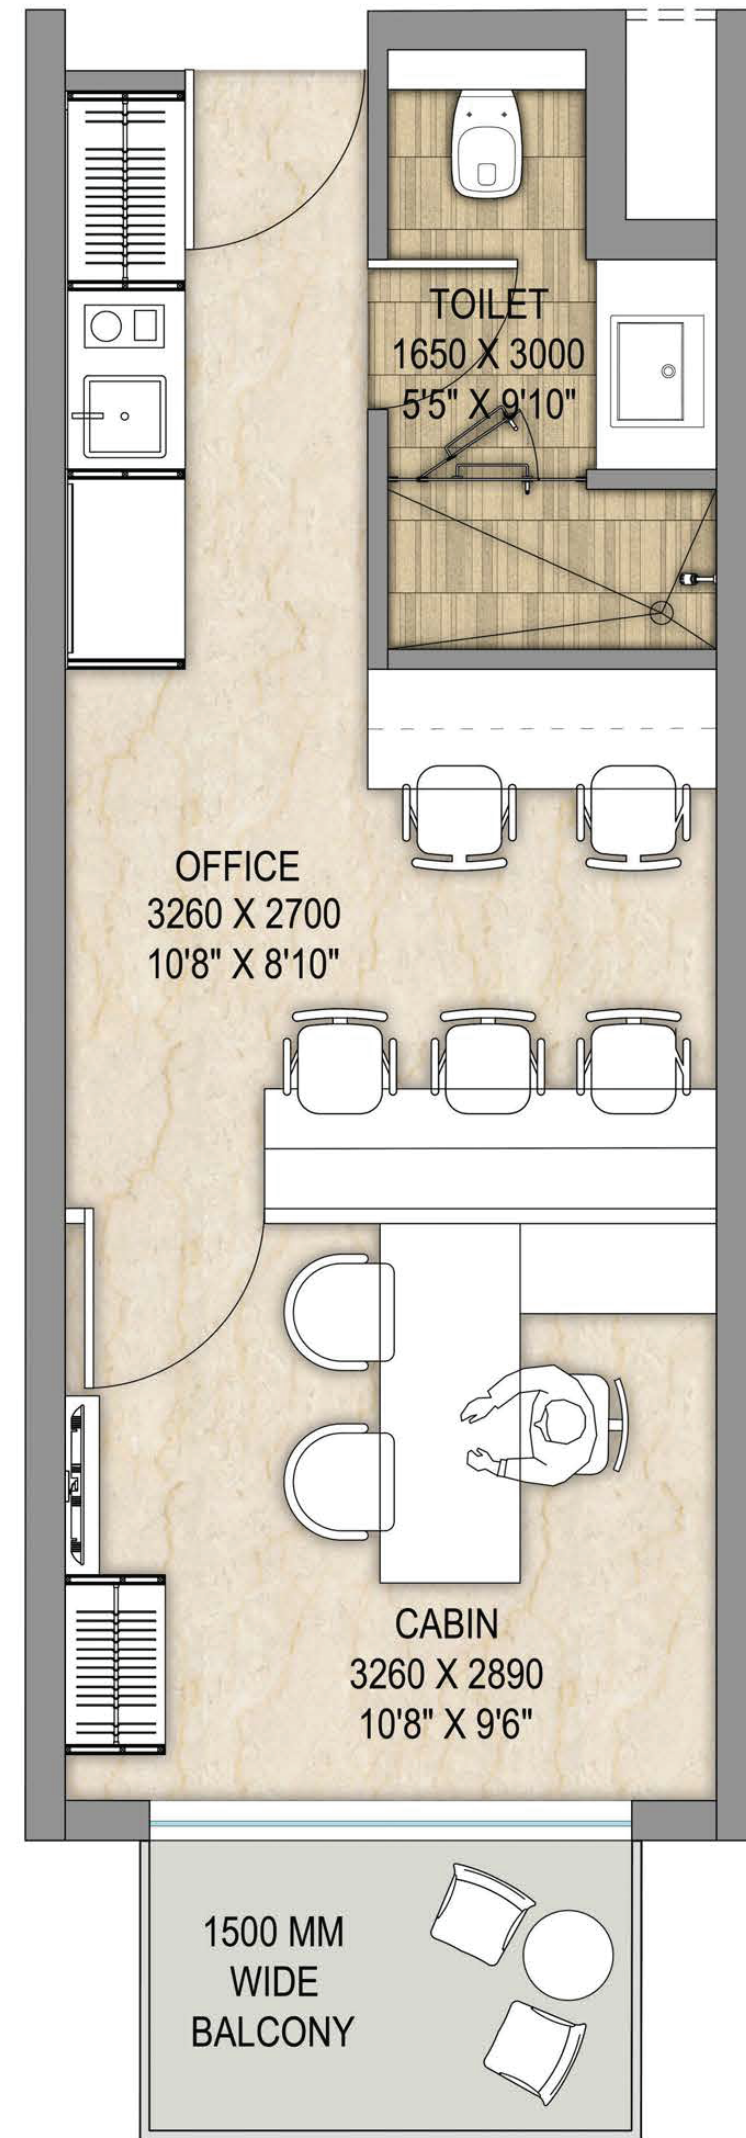 TOILET
1650 X 3000
5'5" X 9'10"
OFFICE
3260 X 2700
10'8" X 8'10"
CABIN
3260 X 2890
10'8" X 9'6"
1500 MM
WIDE
BALCONY